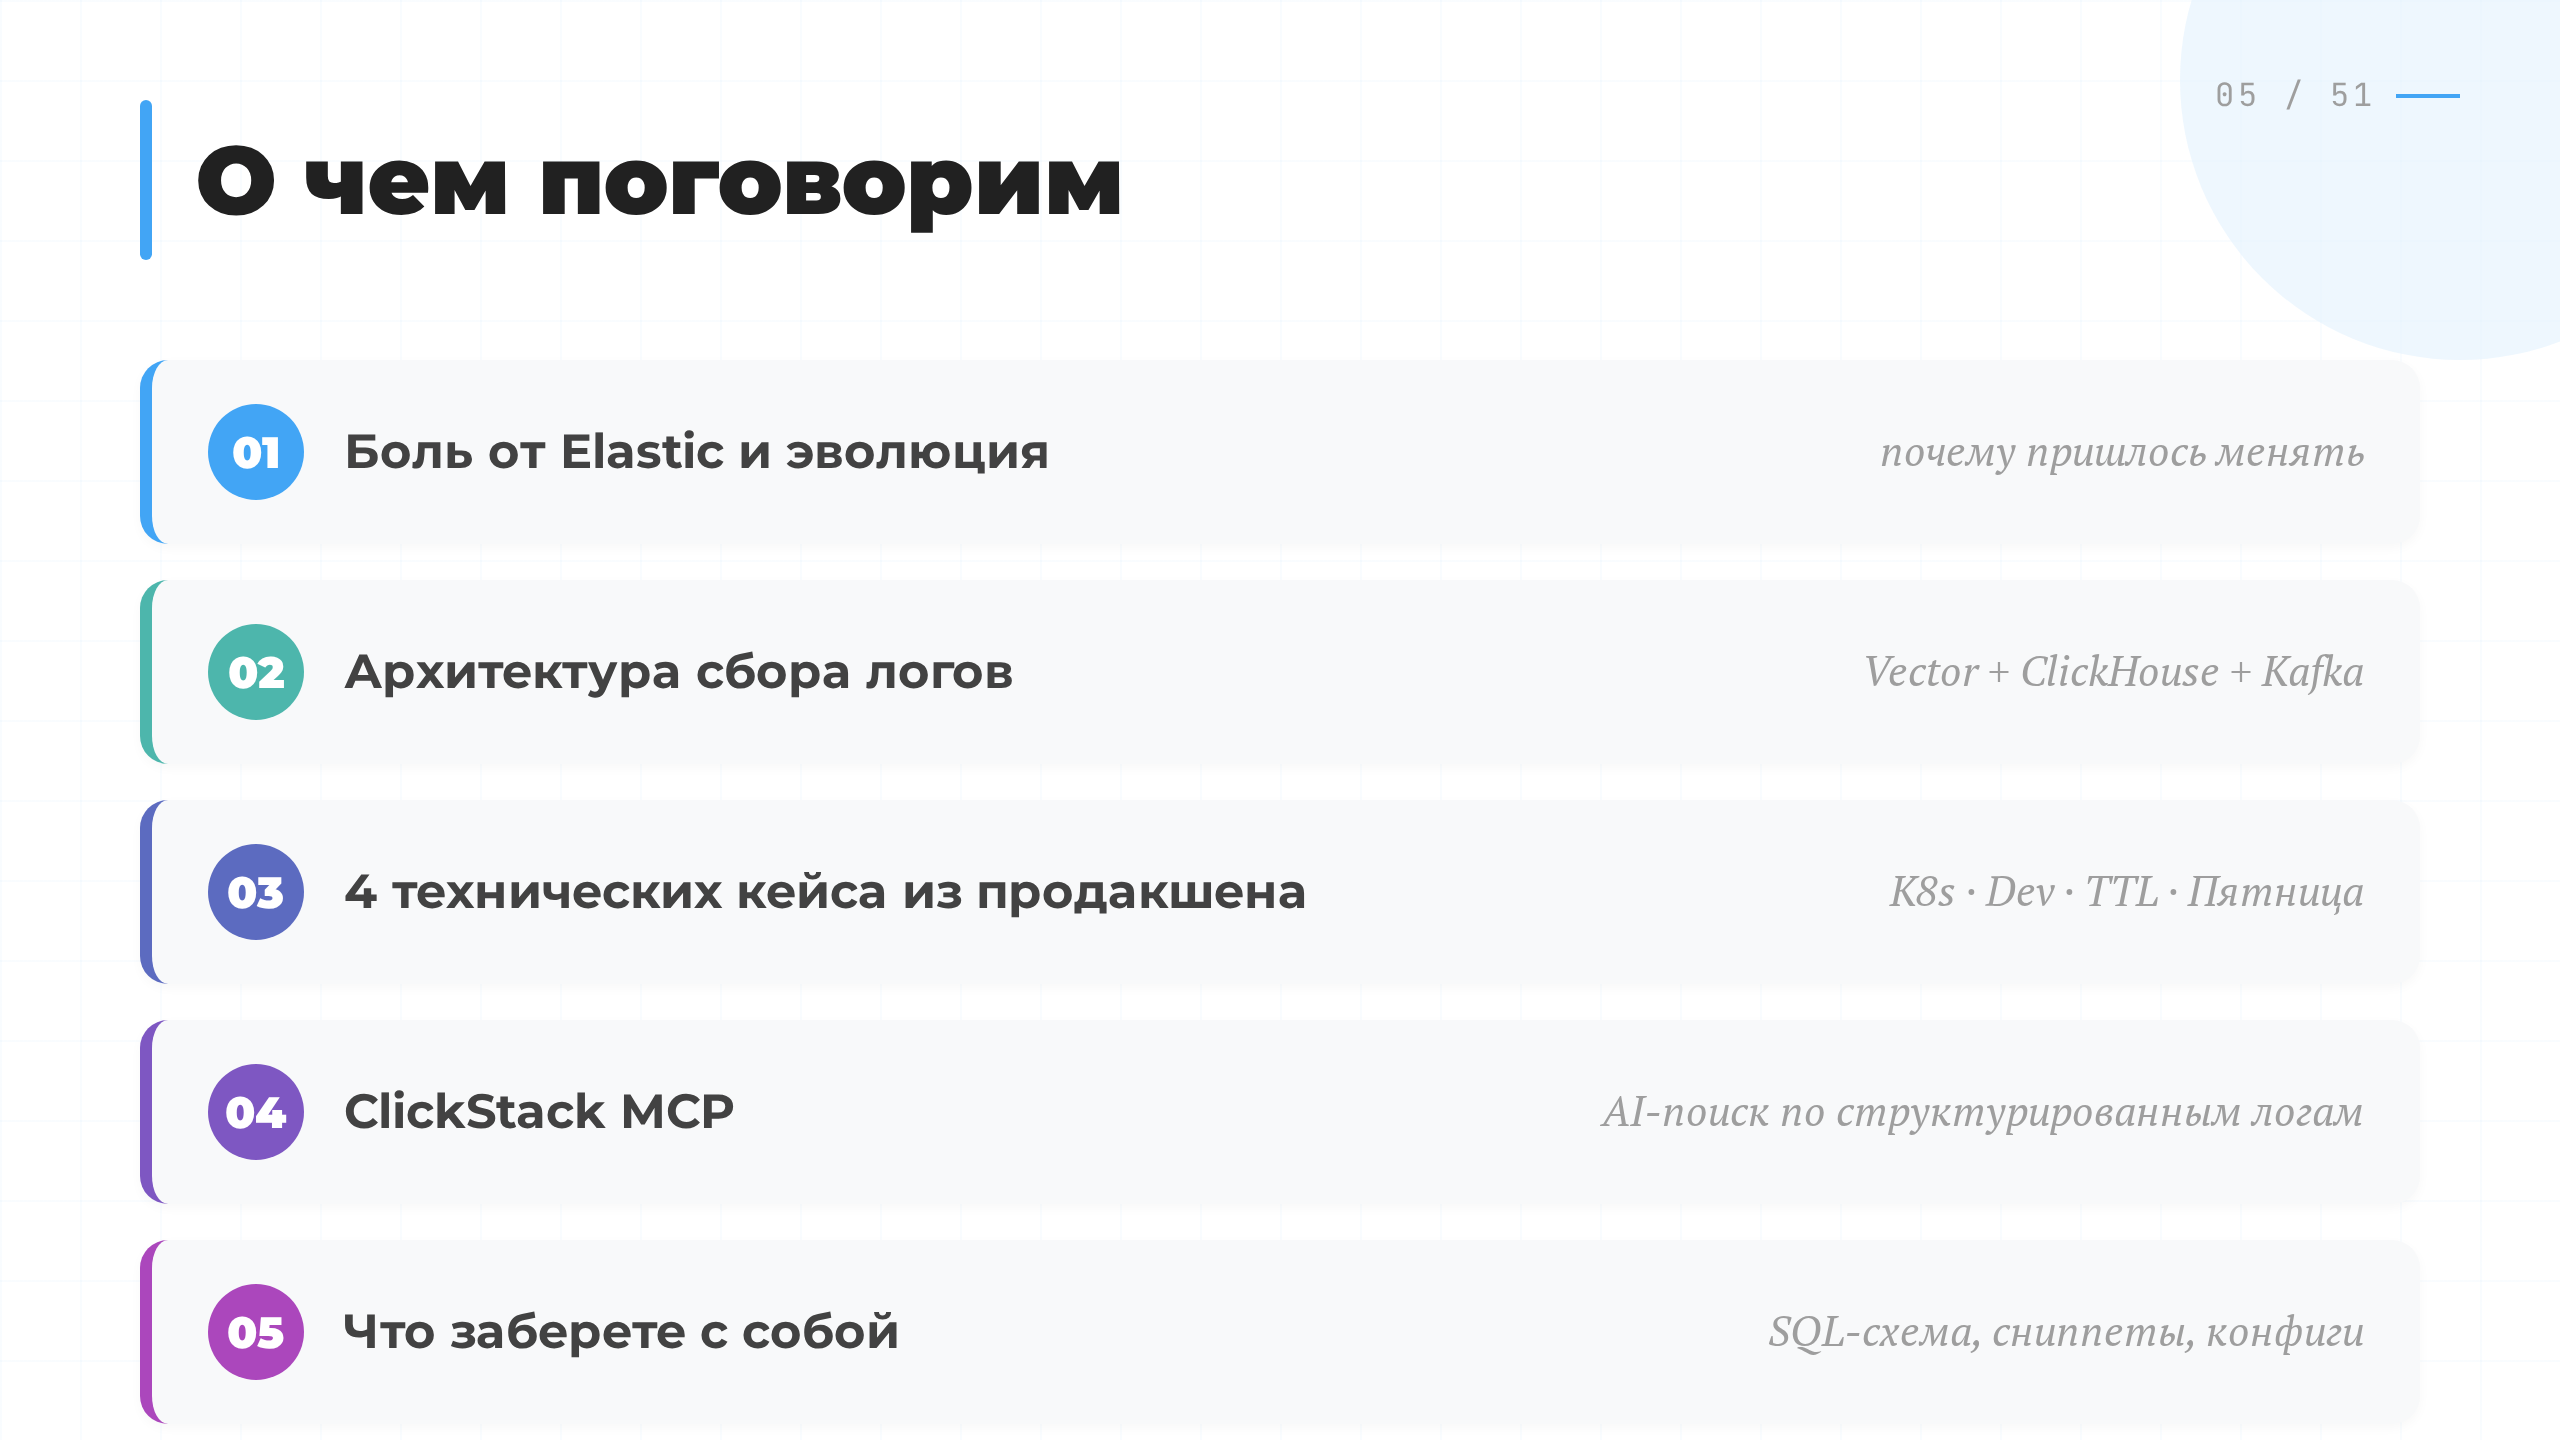 05 / 51
О чем поговорим
01 Боль от Elastic и эволюция почему пришлось менять
02 Архитектура сбора логов Vector + ClickHouse + Kafka
03 4 технических кейса из продакшена K8s · Dev · TTL · Пятница
04 ClickStack MCP AI-поиск по структурированным логам
05 Что заберете с собой SQL-схема, сниппеты, конфиги